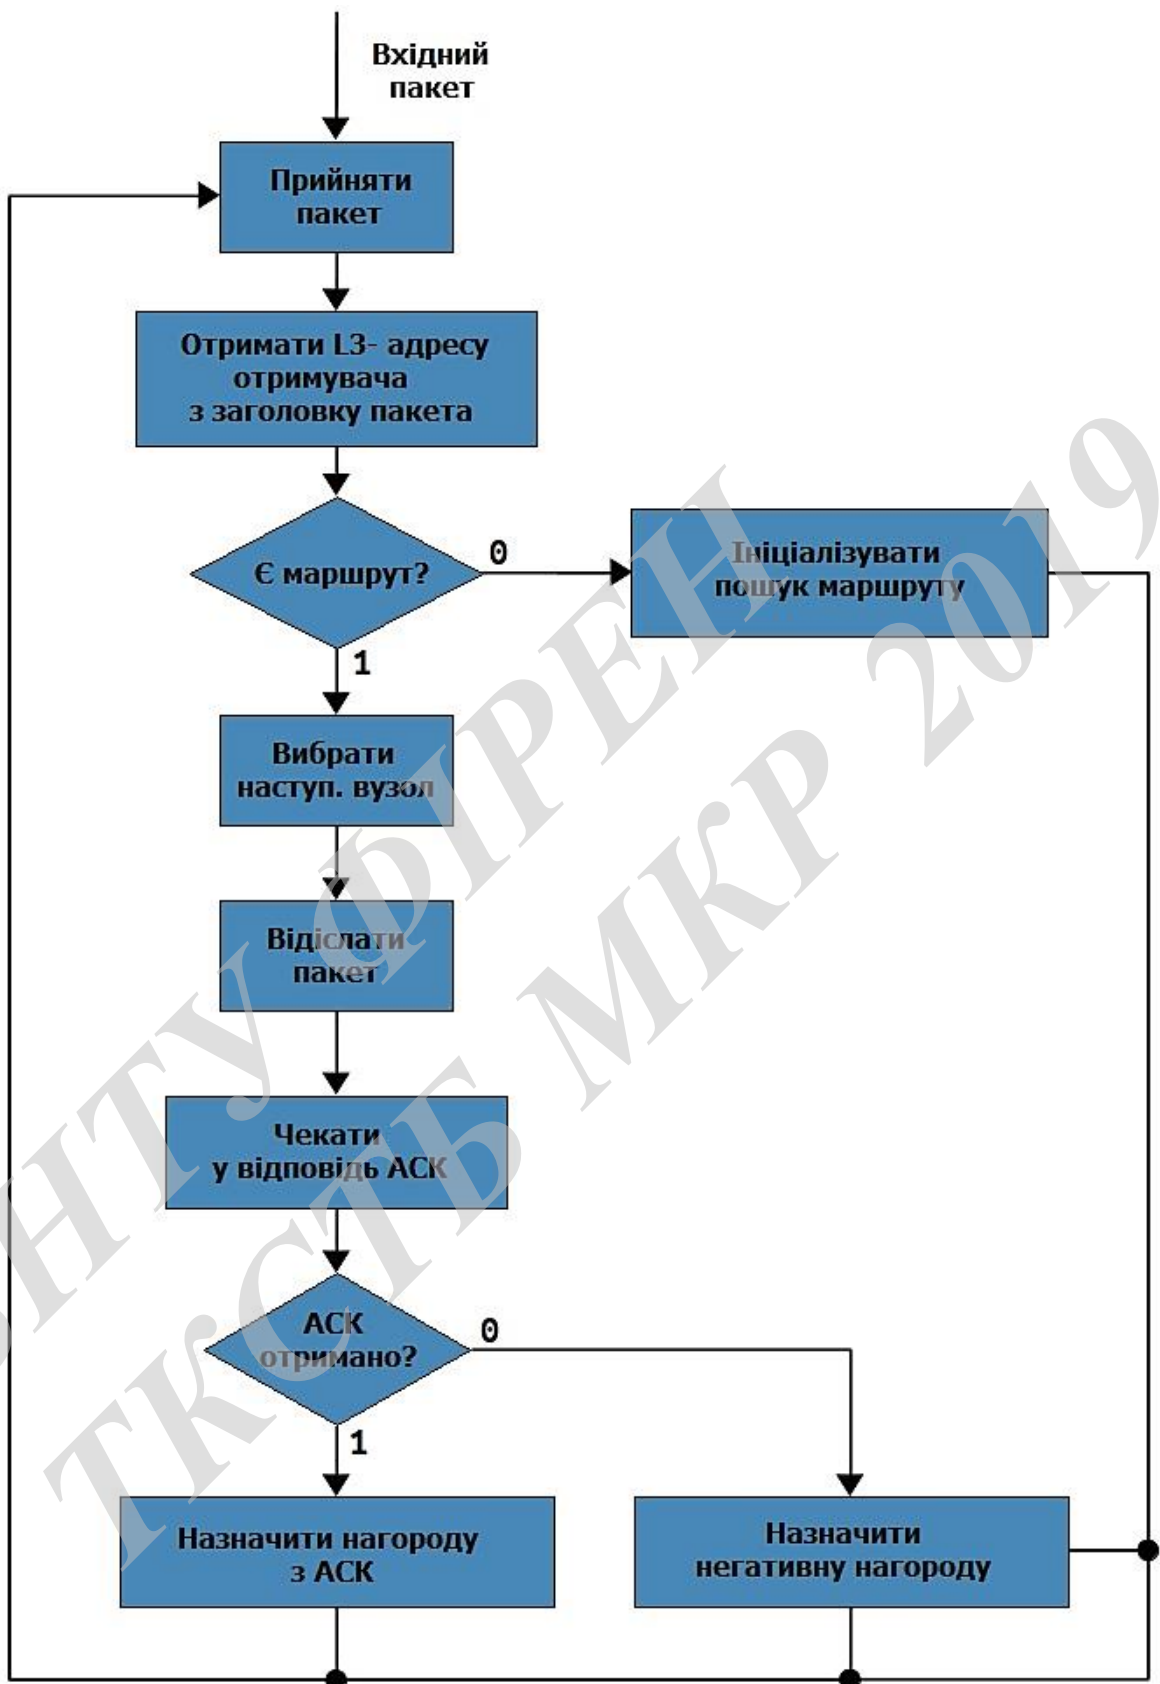 Вхідний
пакет
Прийняти
пакет
Отримати L3- адресу
отримувача
з заголовку пакета
Є маршрут?
0
Ініціалізувати
пошук маршруту
1
Вибрати
наступ. вузол
Відіслати
пакет
Чекати
у відповідь АСК
АСК
отримано?
0
1
Назначити нагороду
з АСК
Назначити
негативну нагороду
НТУ ФІРЕН
ТКСТБ МКР 2019